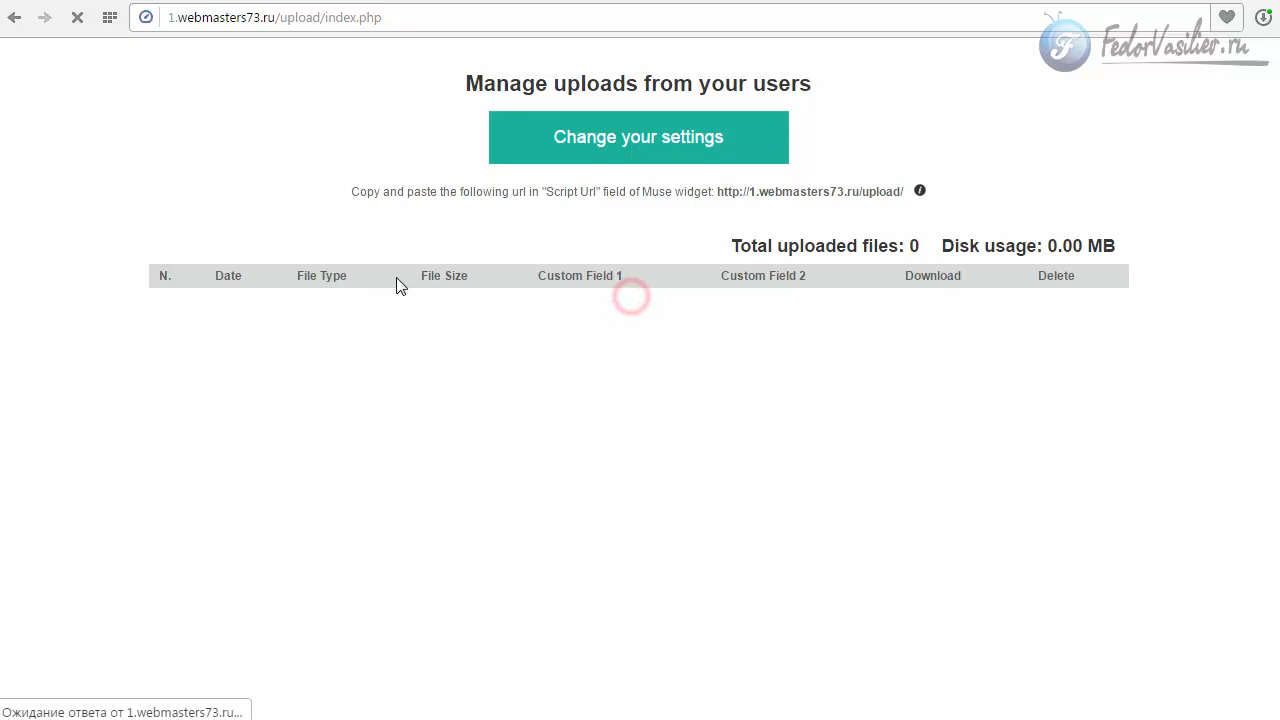 1.webmasters73.ru/upload/index.php
FedorVasiliev.ru
Manage uploads from your users
Change your settings
Copy and paste the following url in "Script Url" field of Muse widget: http://1.webmasters73.ru/upload/ i
Total uploaded files: 0 Disk usage: 0.00 MB
N. Date File Type File Size Custom Field 1 Custom Field 2 Download Delete
Ожидание ответа от 1.webmasters73.ru...